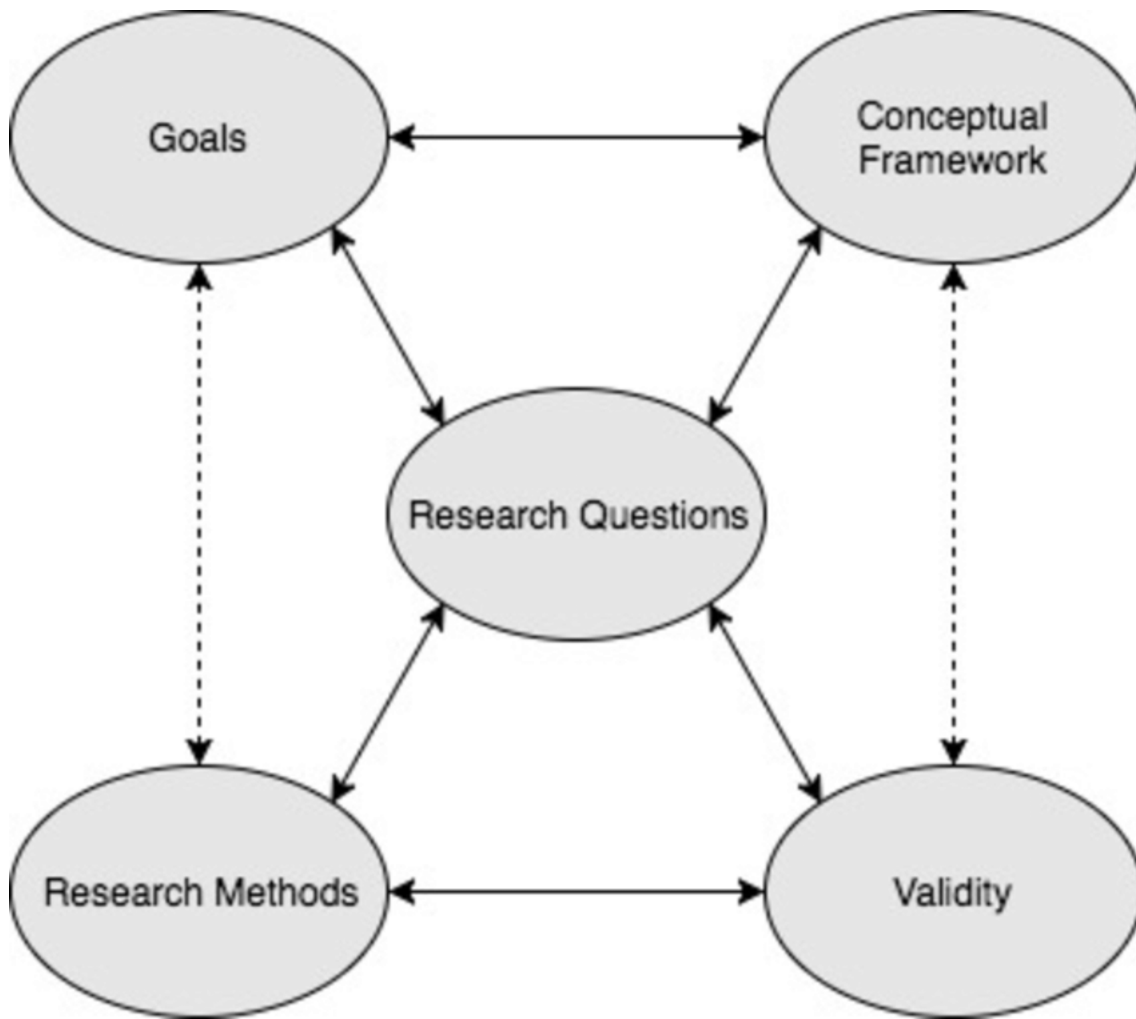 Goals
Conceptual
Framework
Research Questions
Research Methods
Validity